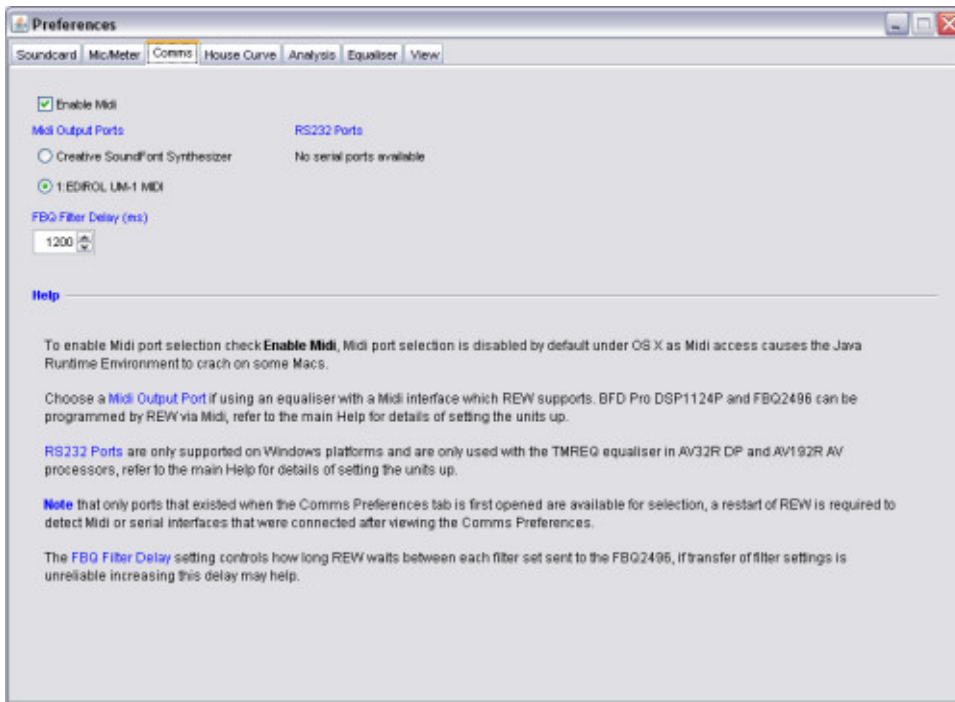 Preferences
Soundcard Mic/Meter Comms House Curve Analysis Equaliser View
Enable Midi
Midi Output Ports RS232 Ports
Creative SoundFont Synthesizer No serial ports available
1:EDIROL UM-1 MIDI
FBQ Filter Delay (ms)
1200
Help
To enable Midi port selection check Enable Midi, Midi port selection is disabled by default under OS X as Midi access causes the Java
Runtime Environment to crach on some Macs.
Choose a Midi Output Port if using an equaliser with a Midi interface which REW supports. BFD Pro DSP1124P and FBQ2496 can be
programmed by REW via Midi, refer to the main Help for details of setting the units up.
RS232 Ports are only supported on Windows platforms and are only used with the TMREQ equaliser in AV32R DP and AV192R AV
processors, refer to the main Help for details of setting the units up.
Note that only ports that existed when the Comms Preferences tab is first opened are available for selection, a restart of REW is required to
detect Midi or serial interfaces that were connected after viewing the Comms Preferences.
The FBQ Filter Delay setting controls how long REW waits between each filter set sent to the FBQ2496, if transfer of filter settings is
unreliable increasing this delay may help.